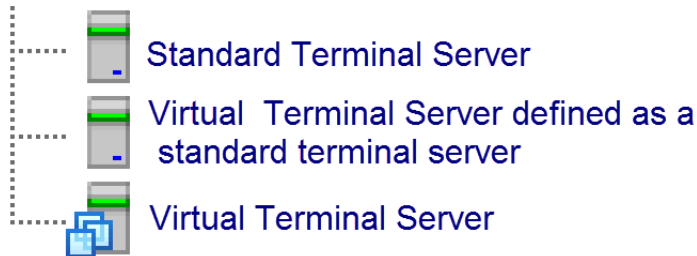 Standard Terminal Server
Virtual  Terminal Server defined as a
standard terminal server
Virtual Terminal Server